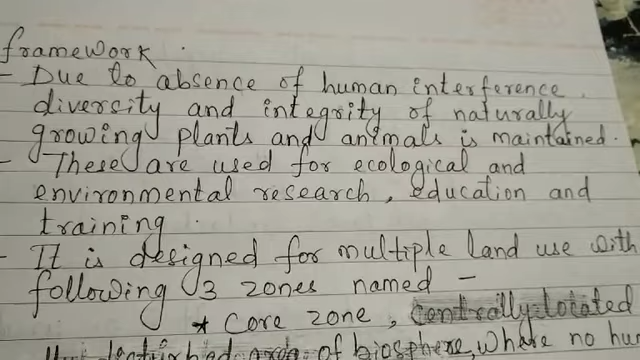 framework.
- Due to absence of human interference.
diversity and integrity of naturally
growing plants and animals is maintained.
- These are used for ecological and
environmental research, education and
training.
- It is designed for multiple land use with
following 3 zones named -
* Core zone, centrally located
of biosphere, where no hu